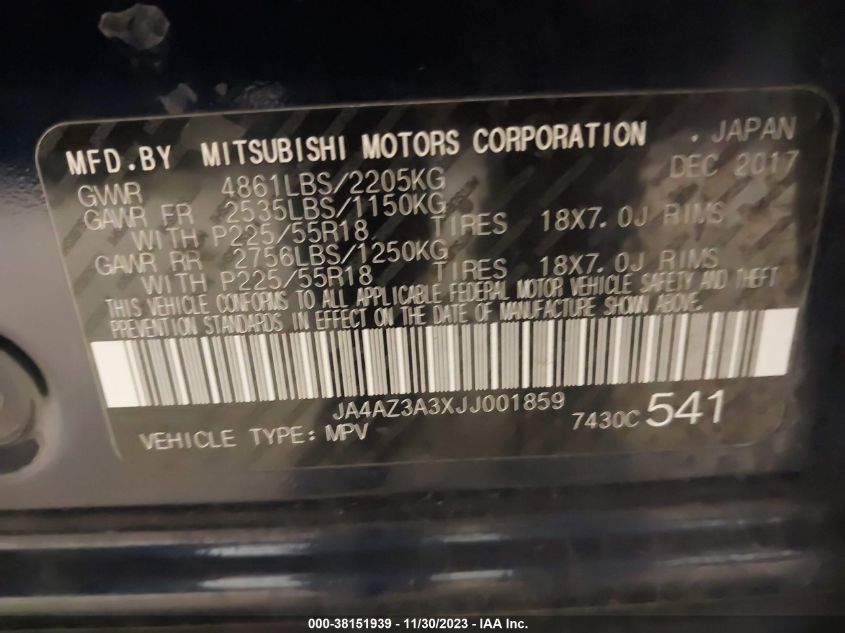 MFD.BY MITSUBISHI MOTORS CORPORATION . JAPAN
GVWR 4861LBS/2205KG DEC 2017
GAWR FR 2535LBS/1150KG
WITH P225/55R18 TIRES 18X7.0J RIMS
GAWR RR 2756LBS/1250KG
WITH P225/55R18 TIRES 18X7.0J RIMS
THIS VEHICLE CONFORMS TO ALL APPLICABLE FEDERAL MOTOR VEHICLE SAFETY AND THEFT
PREVENTION STANDARDS IN EFFECT ON THE DATE OF MANUFACTURE SHOWN ABOVE.
JA4AZ3A3XJJ001859
VEHICLE TYPE: MPV 7430C 541
000-38151939 - 11/30/2023 - IAA Inc.